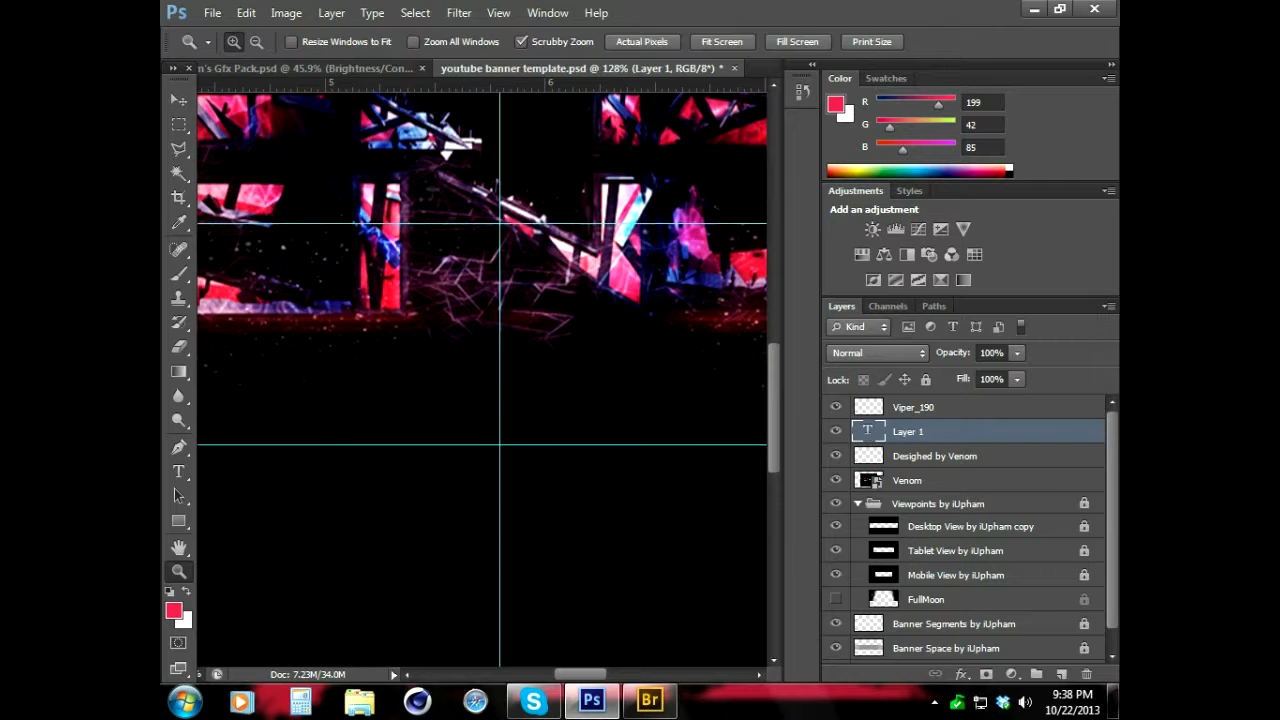 Ps File Edit Image Layer Type Select Filter View Window Help
Resize Windows to Fit Zoom All Windows Scrubby Zoom Actual Pixels Fit Screen Fill Screen Print Size
n's Gfx Pack.psd @ 45.9% (Brightness/Con... × youtube banner template.psd @ 128% (Layer 1, RGB/8*) * ×
5 6
Color Swatches
R 199
G 42
B 85
Adjustments Styles
Add an adjustment
Layers Channels Paths
Kind
Normal Opacity: 100%
Lock: Fill: 100%
Viper_190
T Layer 1
Desighed by Venom
Venom
Viewpoints by iUpham
Desktop View by iUpham copy
Tablet View by iUpham
Mobile View by iUpham
FullMoon
Banner Segments by iUpham
Banner Space by iUpham
Doc: 7.23M/34.0M
fx
S Ps Br
9:38 PM
10/22/2013